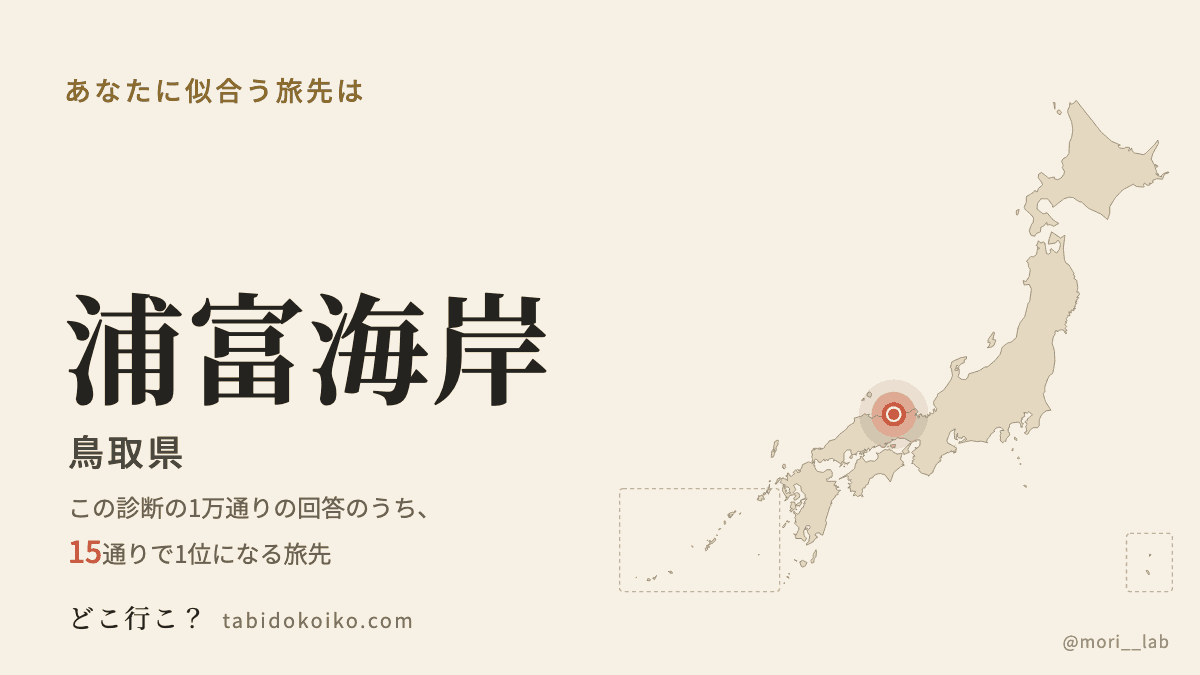 あなたに似合う旅先は
浦富海岸
鳥取県
この診断の1万通りの回答のうち、
15通りで1位になる旅先
どこ行こ？ tabidokoiko.com
@mori__lab